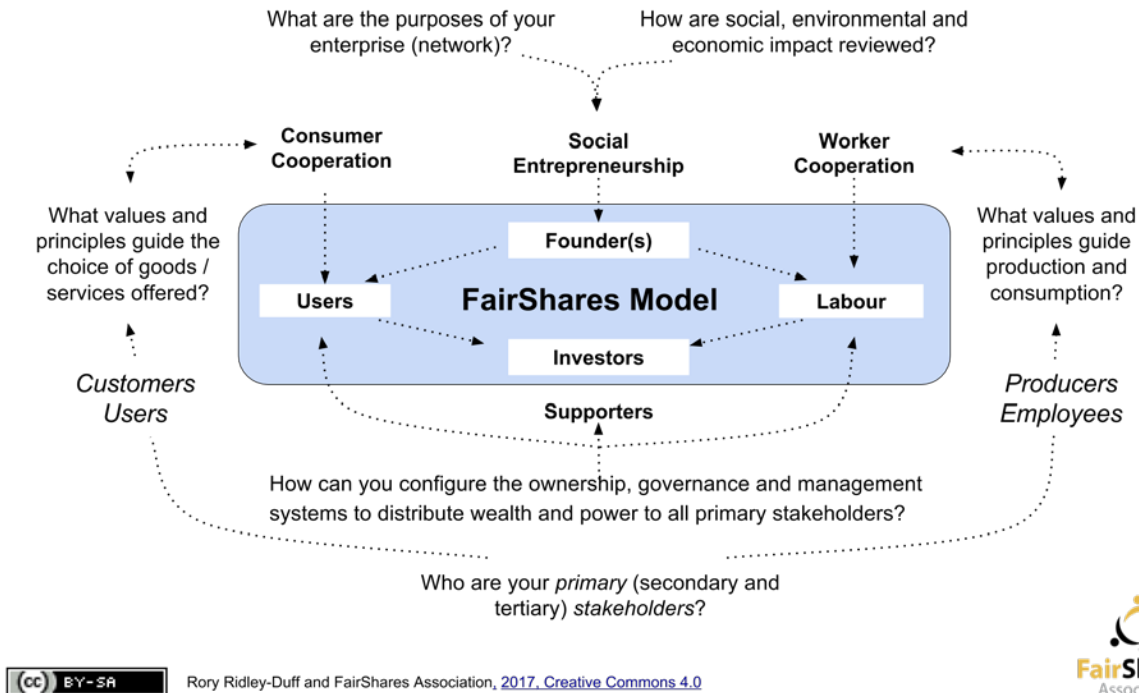 What are the purposes of your
enterprise (network)?
How are social, environmental and
economic impact reviewed?
Consumer
Cooperation
Social
Entrepreneurship
Worker
Cooperation
What values and
principles guide the
choice of goods /
services offered?
What values and
principles guide
production and
consumption?
Founder(s)
Users
FairShares Model
Labour
Investors
Customers
Users
Supporters
Producers
Employees
How can you configure the ownership, governance and management
systems to distribute wealth and power to all primary stakeholders?
Who are your primary (secondary and
tertiary) stakeholders?
(cc) BY-SA
Rory Ridley-Duff and FairShares Association, 2017, Creative Commons 4.0